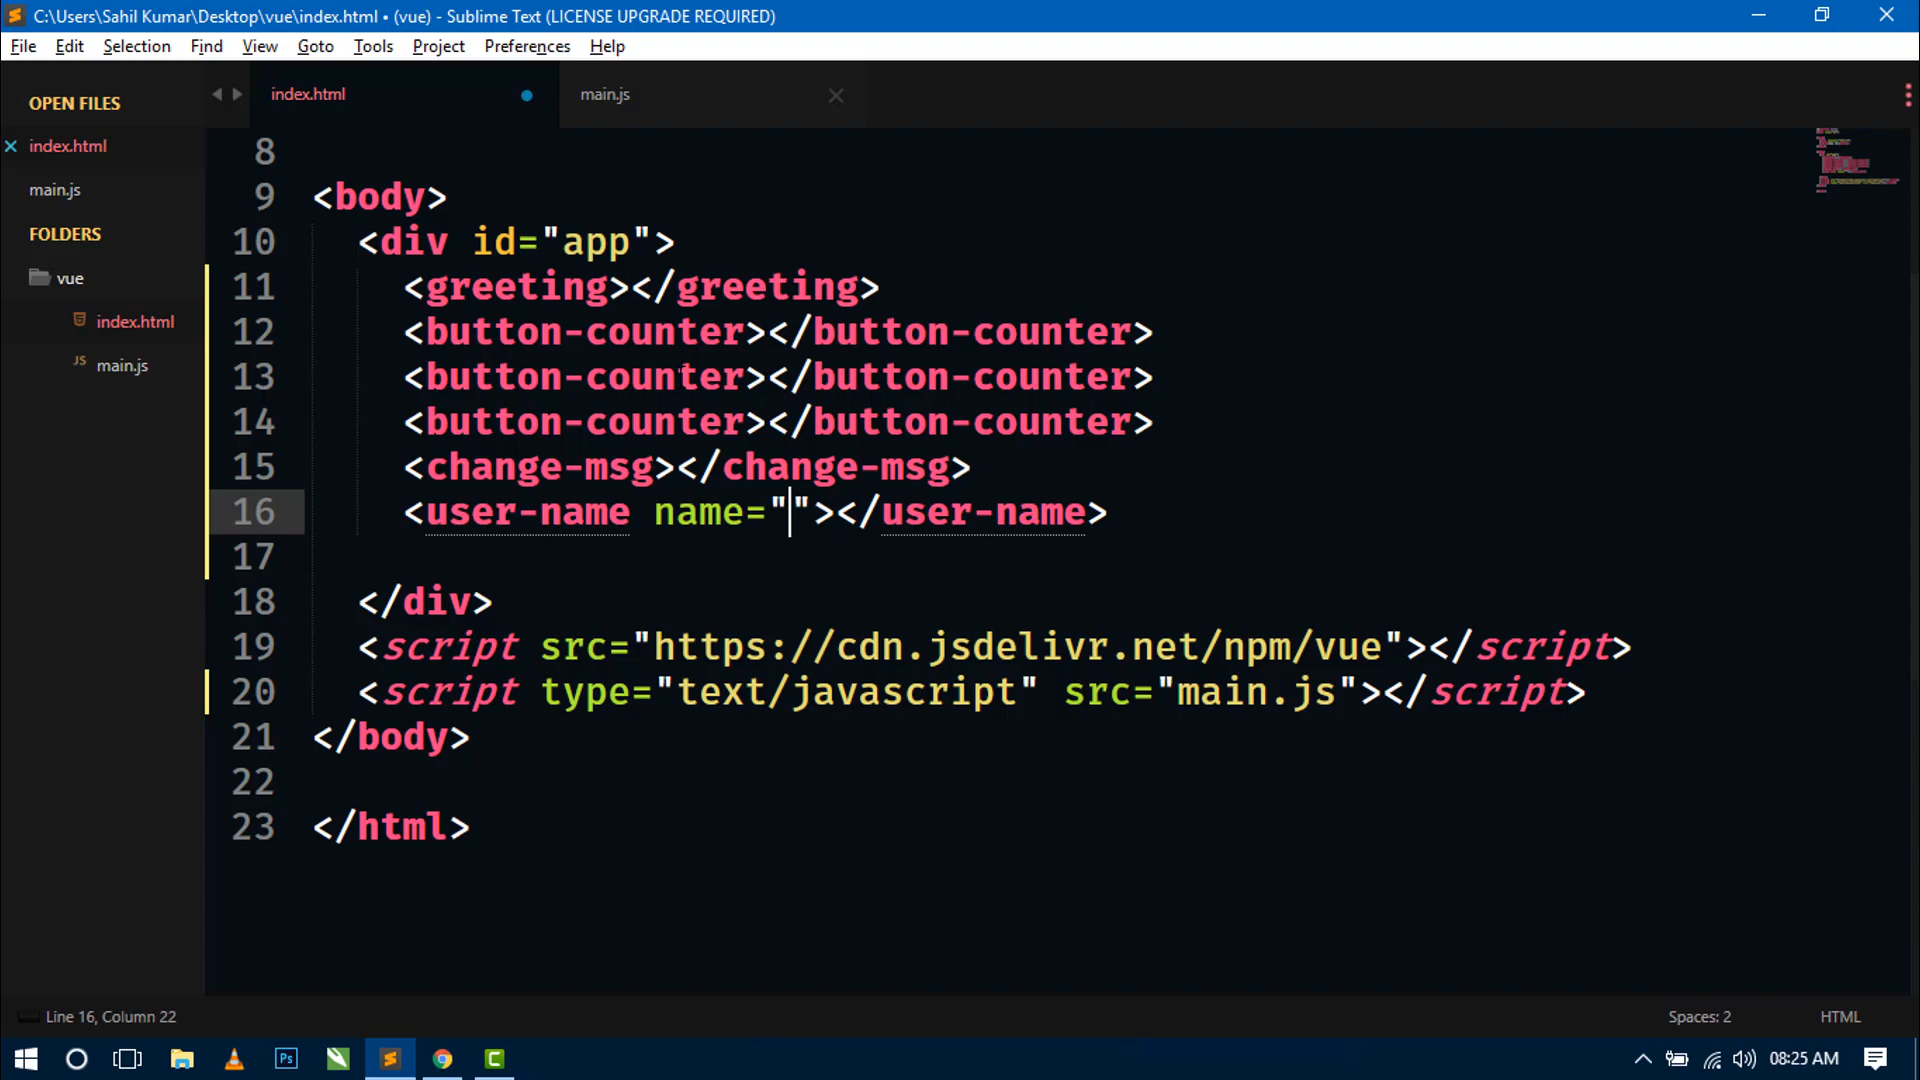 C:\Users\Sahil Kumar\Desktop\vue\index.html • (vue) - Sublime Text (LICENSE UPGRADE REQUIRED)
File Edit Selection Find View Goto Tools Project Preferences Help
OPEN FILES
index.html
main.js
FOLDERS
vue
index.html
main.js
index.html main.js
8
9 <body>
10 <div id="app">
11 <greeting></greeting>
12 <button-counter></button-counter>
13 <button-counter></button-counter>
14 <button-counter></button-counter>
15 <change-msg></change-msg>
16 <user-name name=""></user-name>
17
18 </div>
19 <script src="https://cdn.jsdelivr.net/npm/vue"></script>
20 <script type="text/javascript" src="main.js"></script>
21 </body>
22
23 </html>
Line 16, Column 22 Spaces: 2 HTML
08:25 AM